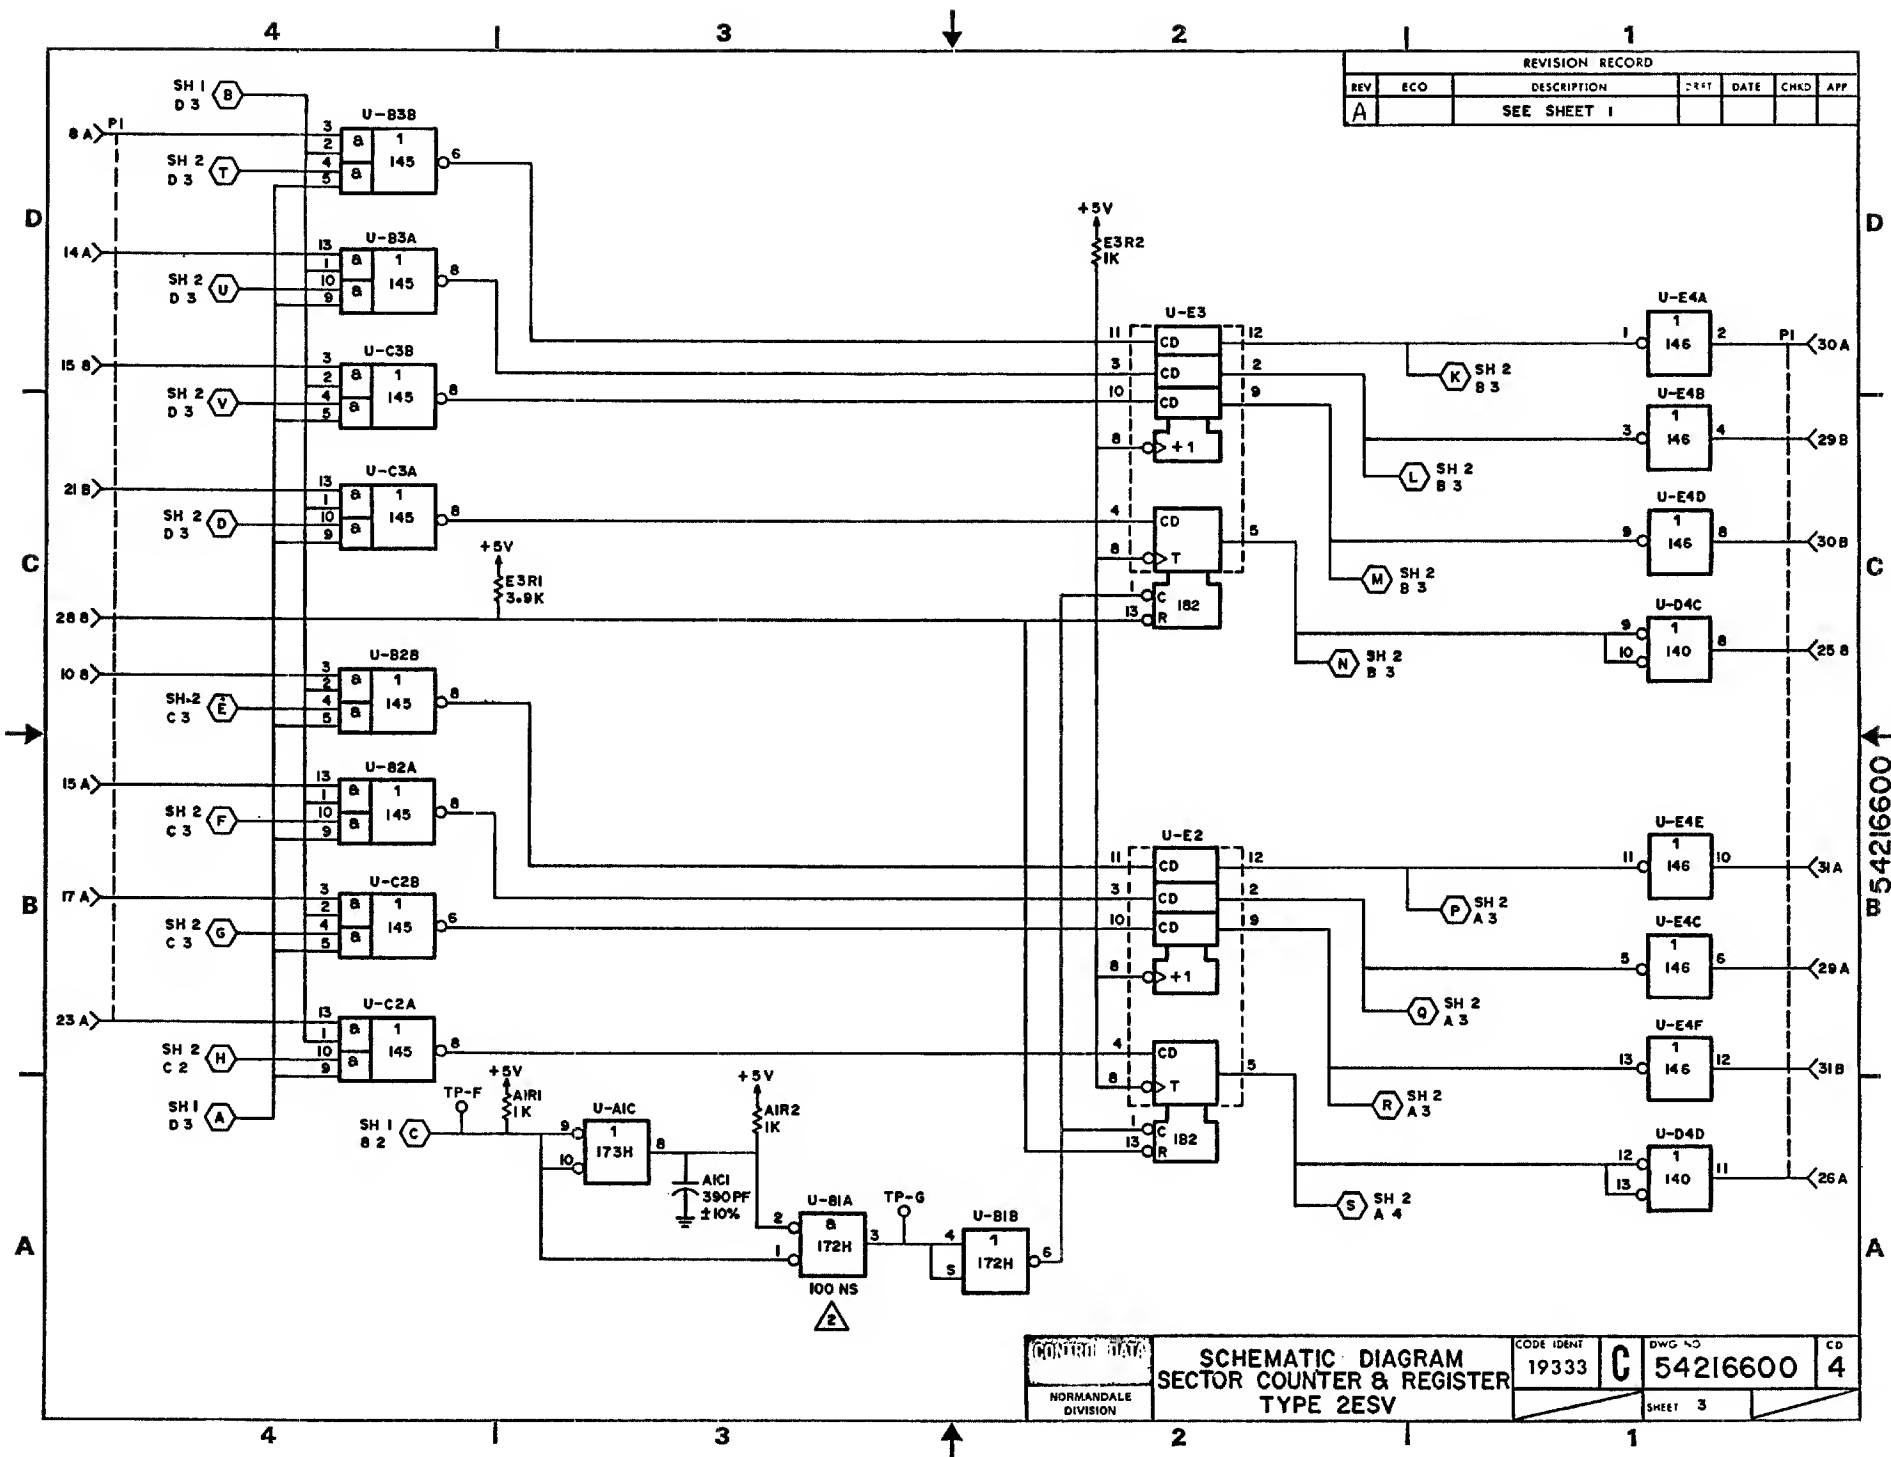 4 3 2 1
REVISION RECORD
REV ECO DESCRIPTION DRFT DATE CHKD APP
A SEE SHEET 1
SH 1
D 3
B
8 A
P1
U-B3B
3
2
4
5
a
a
1
145
6
SH 2
D 3
T
D
D
14 A
U-B3A
13
1
10
9
a
a
1
145
8
SH 2
D 3
U
15 B
U-C3B
3
2
4
5
a
a
1
145
8
SH 2
D 3
V
21 B
U-C3A
13
1
10
9
a
a
1
145
8
SH 2
D 3
D
C
C
+5V
E3R1
3.9K
28 B
10 B
U-B2B
3
2
4
5
a
a
1
145
8
SH 2
C 3
E
15 A
U-B2A
13
1
10
9
a
a
1
145
8
SH 2
C 3
F
17 A
U-C2B
3
2
4
5
a
a
1
145
6
SH 2
C 3
G
B
B
23 A
U-C2A
13
1
10
9
a
a
1
145
8
SH 2
C 2
H
SH 1
D 3
A
+5V
E3R2
1K
U-E3
11 CD 12
3 CD 2
10 CD 9
8 +1
4 CD 5
8 T
1 C
182
13 R
K SH 2
B 3
L SH 2
B 3
M SH 2
B 3
N SH 2
B 3
U-E4A
1 1 2
146
P1
30 A
U-E4B
3 1 4
146
29 B
U-E4D
9 1 8
146
30 B
U-D4C
9
10
1
140
8
25 B
U-E2
11 CD 12
3 CD 2
10 CD 9
8 +1
4 CD 5
8 T
1 C
182
13 R
P SH 2
A 3
Q SH 2
A 3
R SH 2
A 3
S SH 2
A 4
U-E4E
11 1 10
146
31 A
U-E4C
5 1 6
146
29 A
U-E4F
13 1 12
146
31 B
U-D4D
12
13
1
140
11
26 A
54216600
SH 1
B 2
C
TP-F
+5V
A1R1
1K
U-A1C
9
10
1
173H
8
+5V
A1R2
1K
A1C1
390PF
±10%
U-B1A
2
1
a
172H
3
100 NS
2
TP-G
U-B1B
4
5
1
172H
6
A
A
CONTROL DATA
NORMANDALE
DIVISION
SCHEMATIC DIAGRAM
SECTOR COUNTER & REGISTER
TYPE 2ESV
CODE IDENT
19333
C
DWG NO
54216600
CD
4
SHEET 3
4 3 2 1